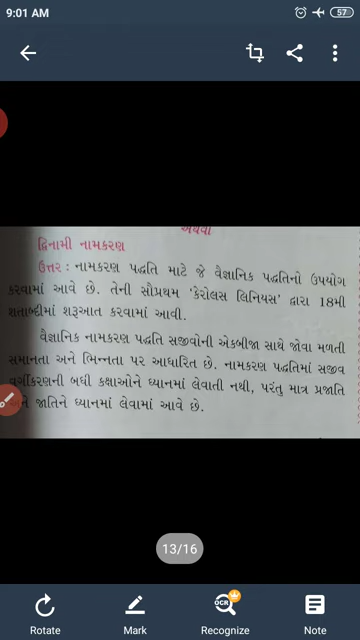 9:01 AM
57
અથવા
દ્વિનામી નામકરણ
ઉત્તર : નામકરણ પદ્ધતિ માટે જે વૈજ્ઞાનિક પદ્ધતિનો ઉપયોગ
કરવામાં આવે છે. તેની સૌપ્રથમ ‘કેરોલસ લિનિયસ’ દ્વારા 18મી
શતાબ્દીમાં શરૂઆત કરવામાં આવી.
વૈજ્ઞાનિક નામકરણ પદ્ધતિ સજીવોની એકબીજા સાથે જોવા મળતી
સમાનતા અને ભિન્નતા પર આધારિત છે. નામકરણ પદ્ધતિમાં સજીવ
વર્ગીકરણની બધી કક્ષાઓને ધ્યાનમાં લેવાતી નથી, પરંતુ માત્ર પ્રજાતિ
અને જાતિને ધ્યાનમાં લેવામાં આવે છે.
13/16
OCR
Rotate Mark Recognize Note